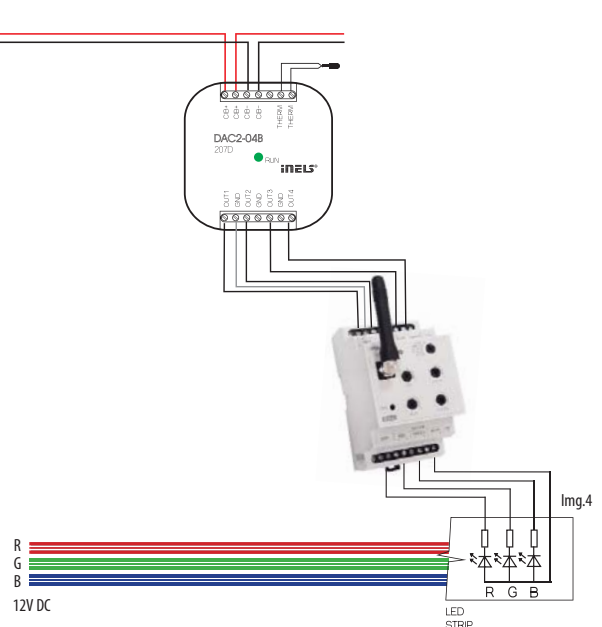 CIB+ CIB+ CIB- CIB- THERM THERM
DAC2-04B
207D
RUN
iNELS®
OUT1 GND OUT2 GND OUT3 GND OUT4
Img.4
R
G
B
12V DC
R G B
LED
STRIP